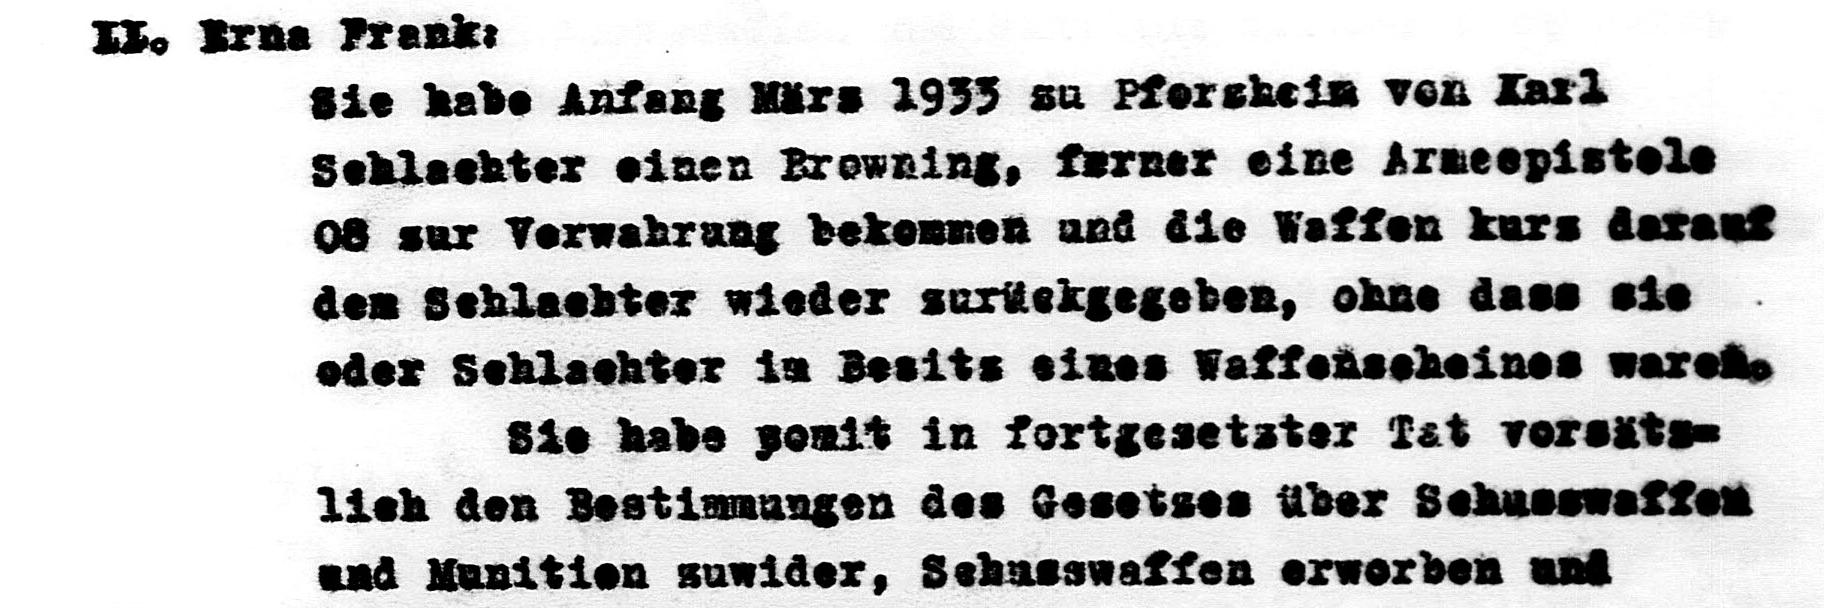 II. Erna Frank:
Sie habe Anfang März 1933 zu Pforzheim von Karl
Schlachter einen Browning, ferner eine Armeepistole
08 zur Verwahrung bekommen und die Waffen kurz darauf
dem Schlachter wieder zurückgegeben, ohne dass sie
oder Schlachter im Besitz eines Waffenscheines waren.
Sie habe somit in fortgesetzter Tat vorsätz=
lich den Bestimmungen des Gesetzes über Schusswaffen
und Munition zuwider, Schusswaffen erworben und